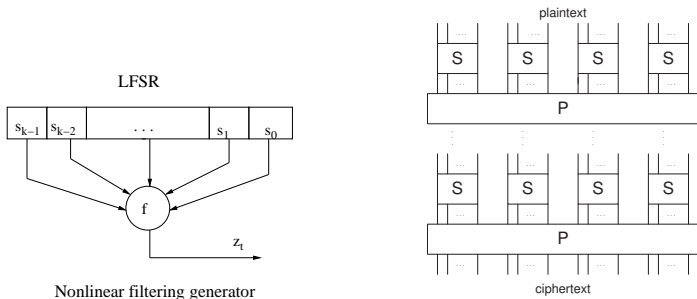 LFSR
s_{k−1} s_{k−2} . . . s_1 s_0
f
z_t
Nonlinear filtering generator
plaintext
... ... ... ...
S S S S
... ... ... ...
P
... ... ... ...
S S S S
... ... ... ...
P
... ... ... ...
ciphertext